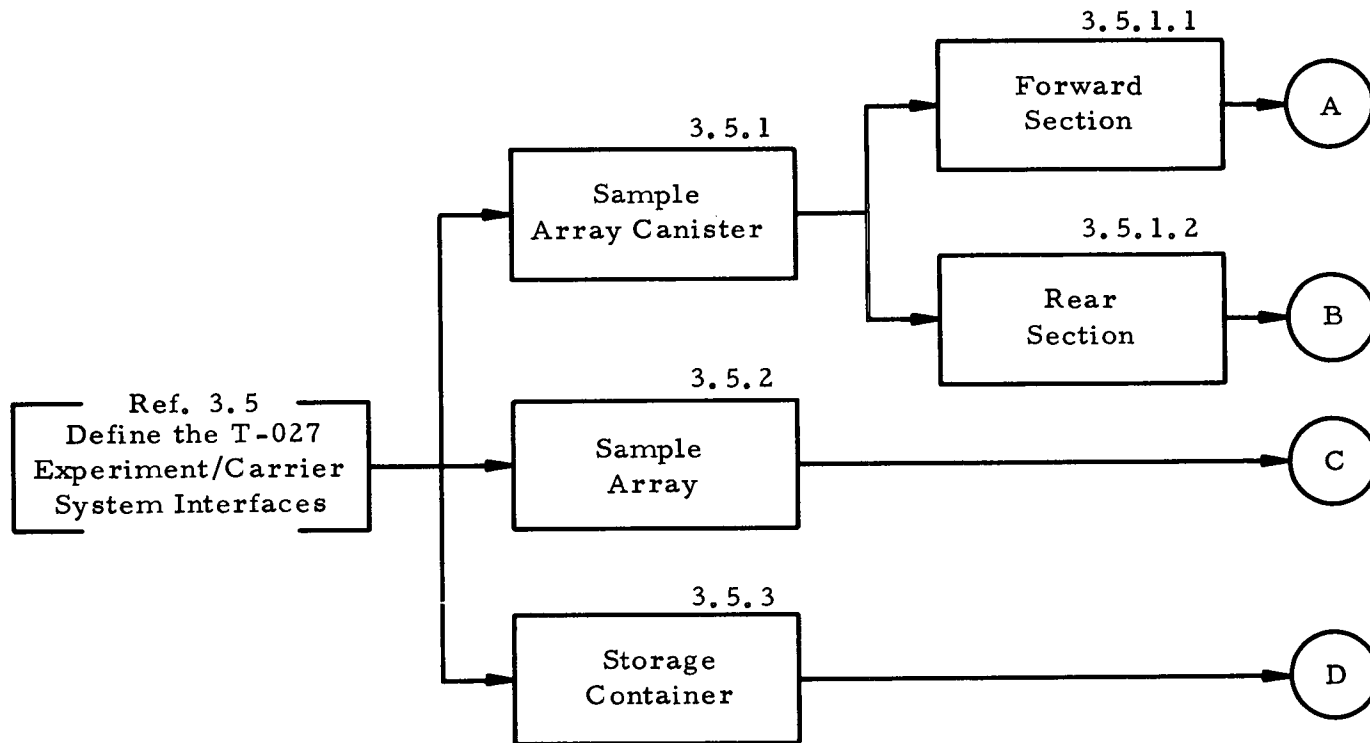 3.5.1.1
Forward
Section
A
3.5.1
Sample
Array Canister
3.5.1.2
Rear
Section
B
Ref. 3.5
Define the T-027
Experiment/Carrier
System Interfaces
3.5.2
Sample
Array
C
3.5.3
Storage
Container
D